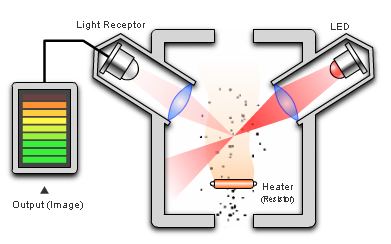 Light Receptor
LED
Heater
(Resistor)
Output (Image)